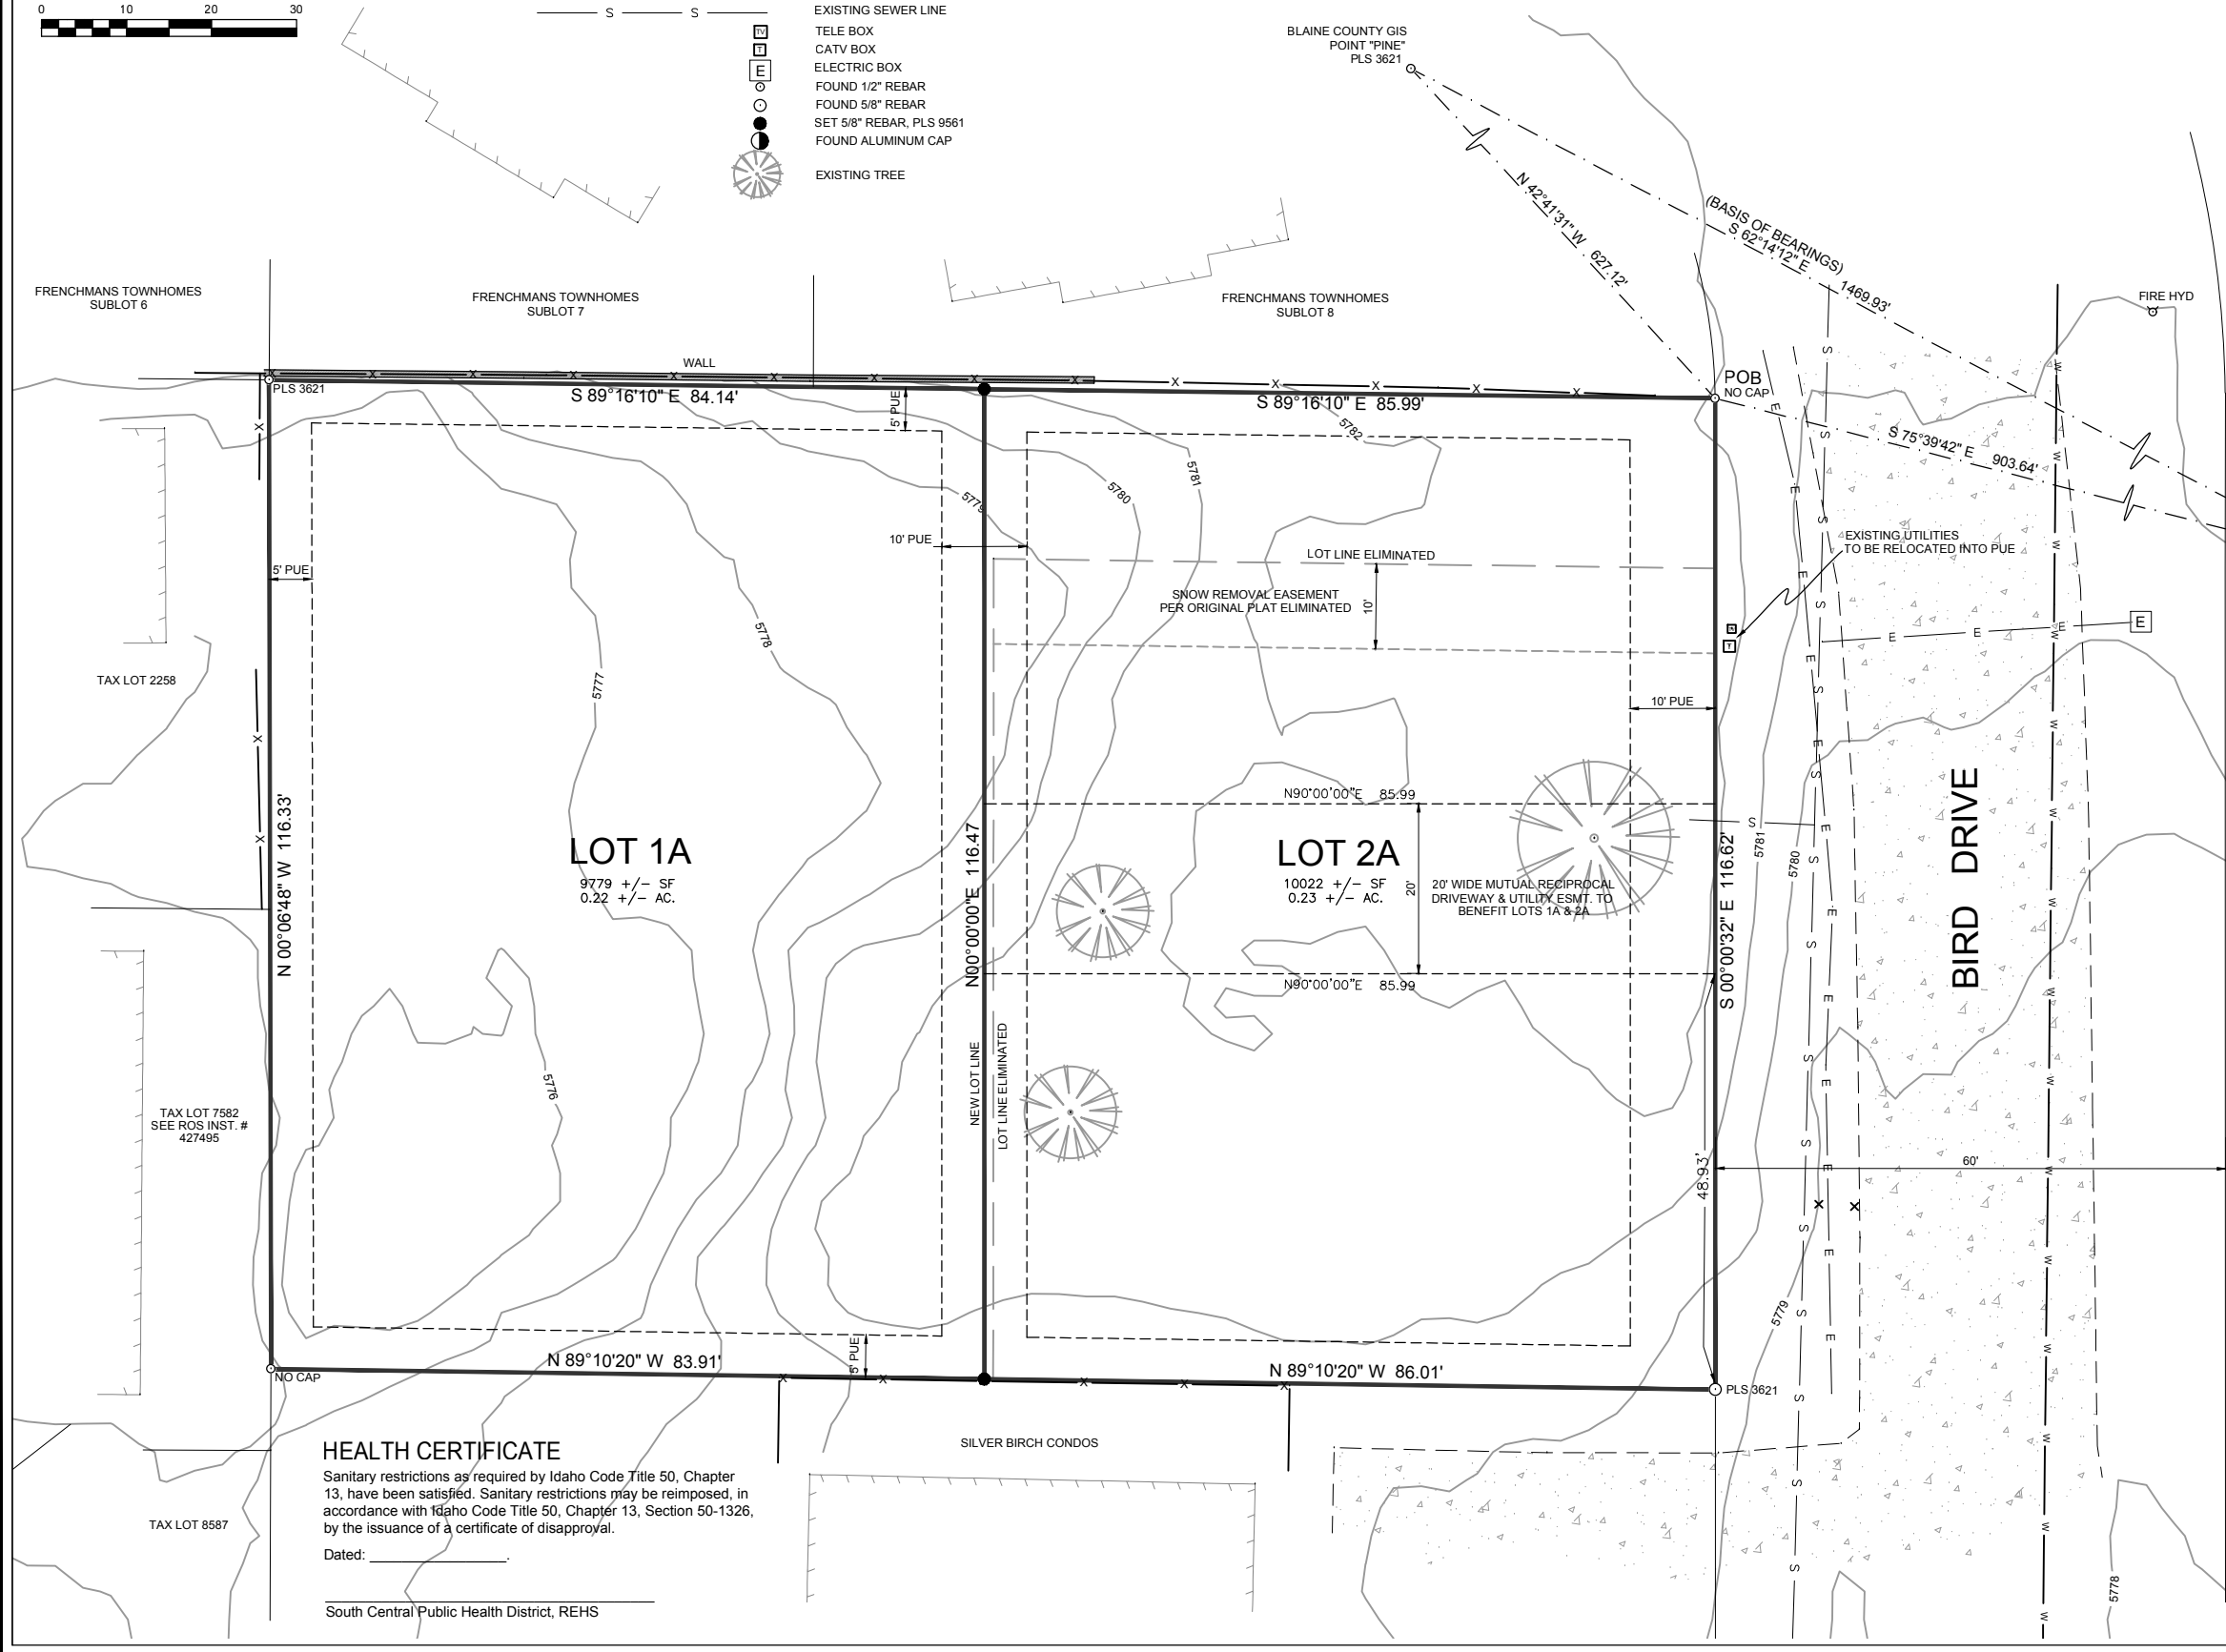 0 10 20 30
S S EXISTING SEWER LINE
TV TELE BOX
T CATV BOX
E ELECTRIC BOX
FOUND 1/2" REBAR
FOUND 5/8" REBAR
SET 5/8" REBAR, PLS 9561
FOUND ALUMINUM CAP
EXISTING TREE
BLAINE COUNTY GIS
POINT "PINE"
PLS 3621
N 42°41'31" W 627.12'
(BASIS OF BEARINGS)
S 62°14'12" E 1469.93'
FIRE HYD
FRENCHMANS TOWNHOMES
SUBLOT 6
FRENCHMANS TOWNHOMES
SUBLOT 7
FRENCHMANS TOWNHOMES
SUBLOT 8
WALL
PLS 3621
S 89°16'10" E 84.14'
5' PUE
S 89°16'10" E 85.99'
POB
NO CAP
S 75°39'42" E 903.64'
5782
5781
5780
5779
5778
5777
5776
10' PUE
5' PUE
LOT LINE ELIMINATED
SNOW REMOVAL EASEMENT
PER ORIGINAL PLAT ELIMINATED
10'
EXISTING UTILITIES
TO BE RELOCATED INTO PUE
T
E
TAX LOT 2258
10' PUE
N90°00'00"E 85.99
N 00°06'48" W 116.33'
LOT 1A
9779 +/- SF
0.22 +/- AC.
N00°00'00"E 116.47
LOT 2A
10022 +/- SF
0.23 +/- AC.
20'
20' WIDE MUTUAL RECIPROCAL
DRIVEWAY & UTILITY ESMT. TO
BENEFIT LOTS 1A & 2A
S 00°00'32" E 116.62'
5781
5780
BIRD DRIVE
N90°00'00"E 85.99
NEW LOT LINE
LOT LINE ELIMINATED
TAX LOT 7582
SEE ROS INST. #
427495
48.93'
60'
5779
5' PUE
N 89°10'20" W 83.91'
N 89°10'20" W 86.01'
NO CAP
PLS 3621
SILVER BIRCH CONDOS
HEALTH CERTIFICATE
Sanitary restrictions as required by Idaho Code Title 50, Chapter
13, have been satisfied. Sanitary restrictions may be reimposed, in
accordance with Idaho Code Title 50, Chapter 13, Section 50-1326,
by the issuance of a certificate of disapproval.
Dated: __________________.
South Central Public Health District, REHS
TAX LOT 8587
5778